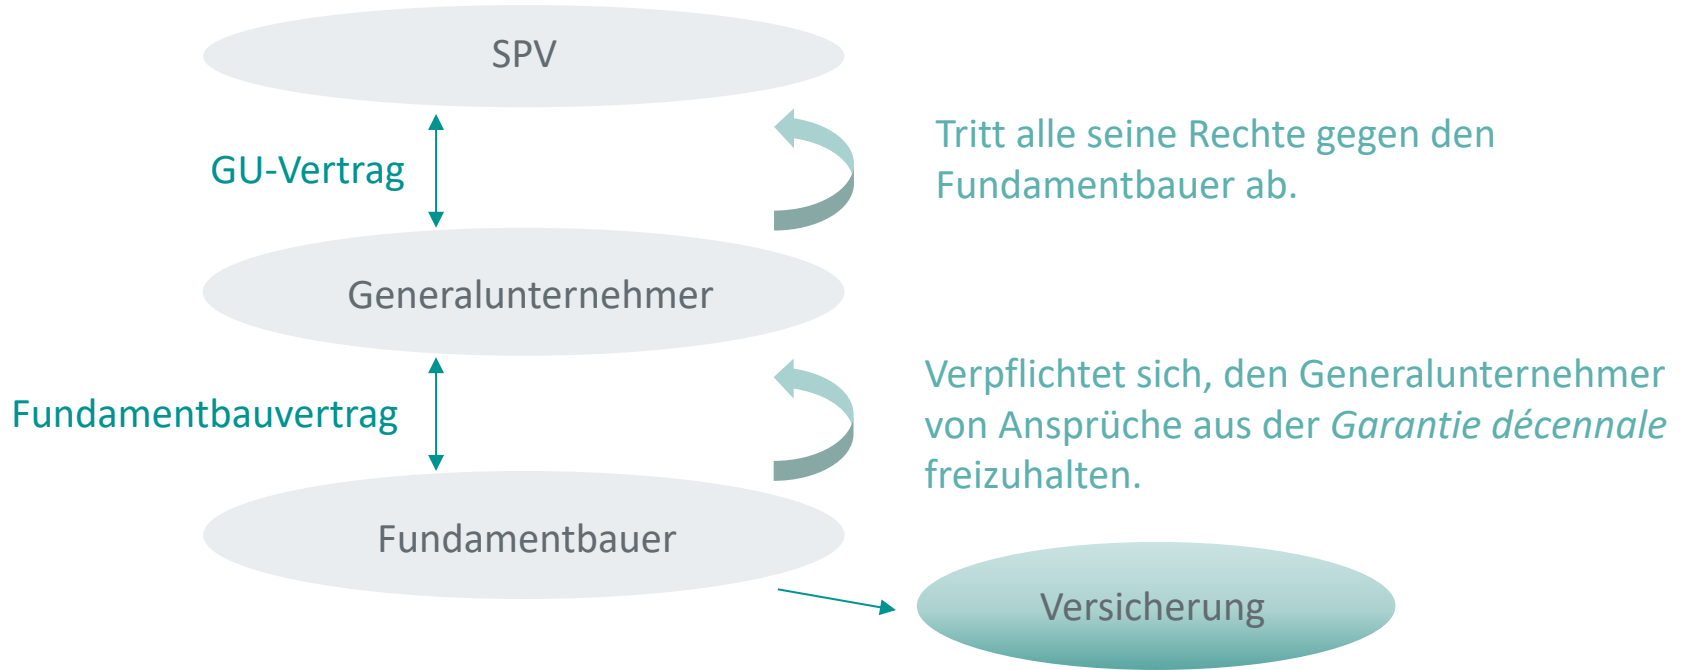 SPV
GU-Vertrag
Tritt alle seine Rechte gegen den
Fundamentbauer ab.
Generalunternehmer
Fundamentbauvertrag
Verpflichtet sich, den Generalunternehmer
von Ansprüche aus der Garantie décennale
freizuhalten.
Fundamentbauer
Versicherung